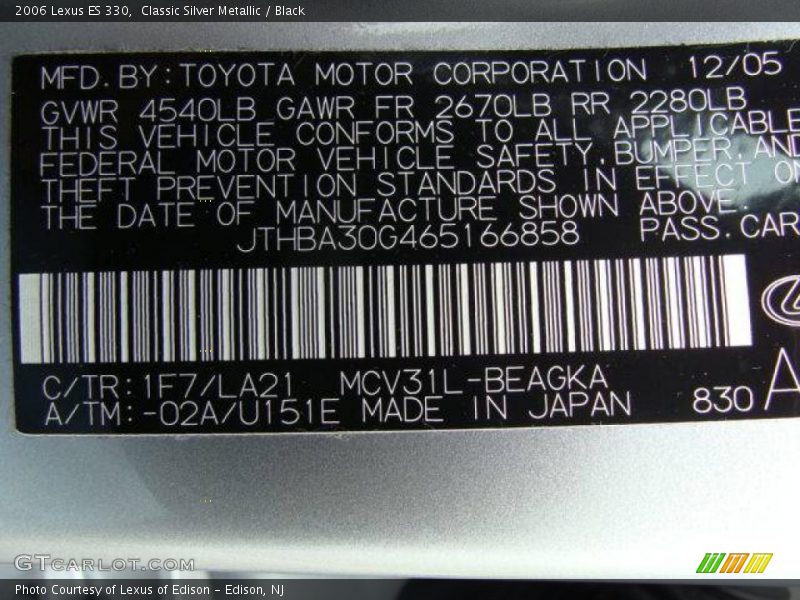 2006 Lexus ES 330,  Classic Silver Metallic / Black
MFD. BY: TOYOTA MOTOR CORPORATION 12/05
GVWR 4540LB GAWR FR 2670LB RR 2280LB
THIS VEHICLE CONFORMS TO ALL APPLICABLE
FEDERAL MOTOR VEHICLE SAFETY, BUMPER, AND
THEFT PREVENTION STANDARDS IN EFFECT ON
THE DATE OF MANUFACTURE SHOWN ABOVE.
JTHBA30G465166858 PASS. CAR
C/TR: 1F7/LA21 MCV31L-BEAGKA
A/TM: -02A/U151E MADE IN JAPAN 830 A
GTCARLOT.COM
Photo Courtesy of Lexus of Edison - Edison, NJ